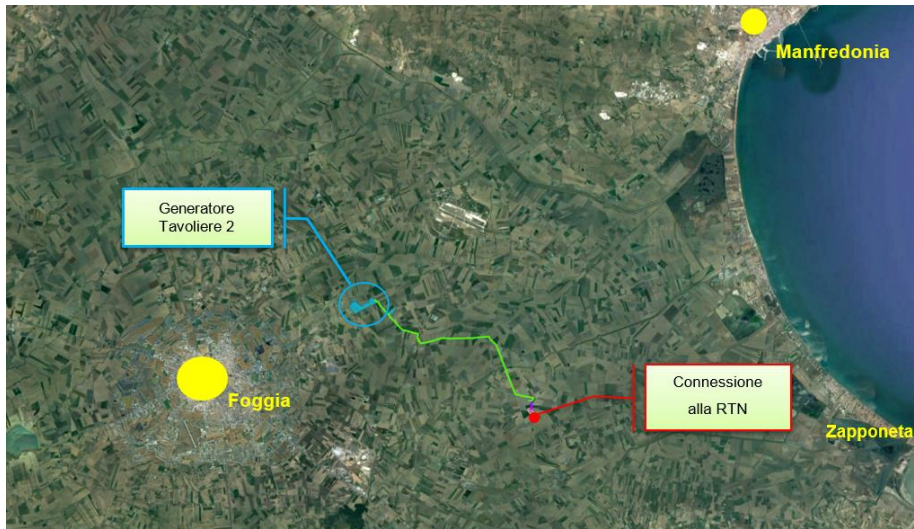 Manfredonia
Generatore
Tavoliere 2
Foggia
Connessione
alla RTN
Zapponeta